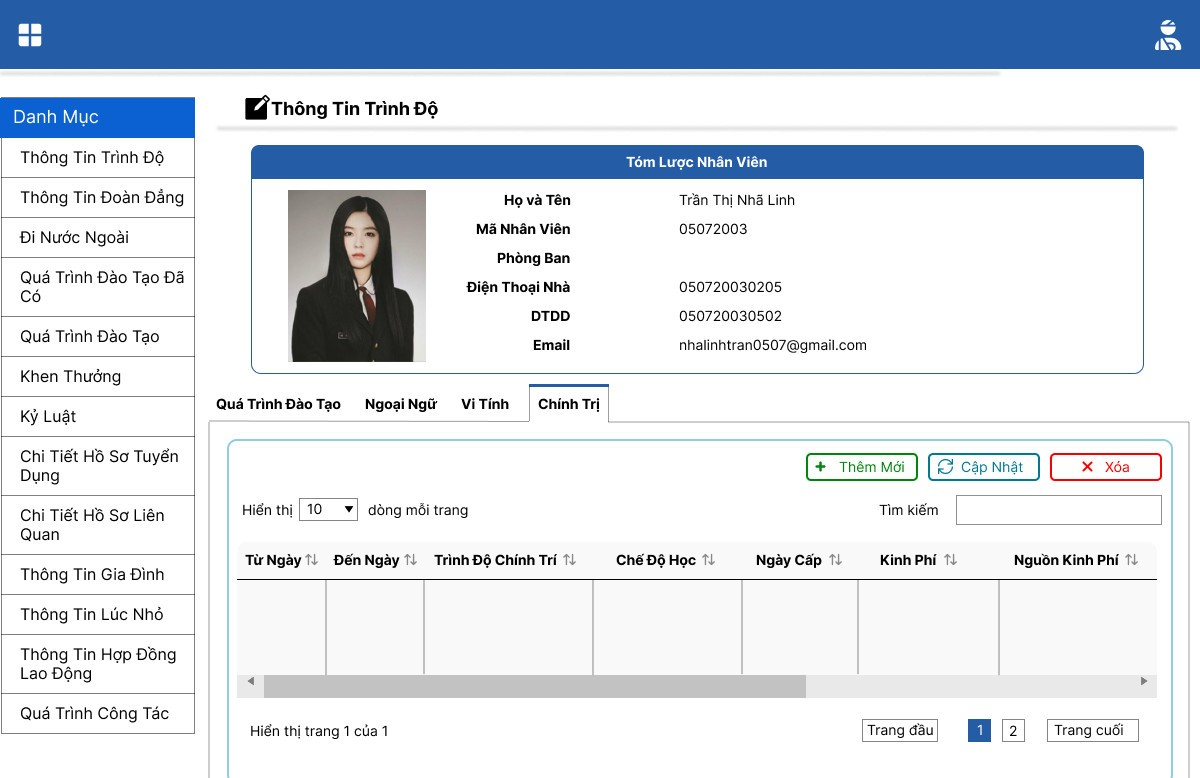 Danh Mục
Thông Tin Trình Độ
Thông Tin Đoàn Đẳng
Đi Nước Ngoài
Quá Trình Đào Tạo Đã
Có
Quá Trình Đào Tạo
Khen Thưởng
Kỷ Luật
Chi Tiết Hồ Sơ Tuyển
Dụng
Chi Tiết Hồ Sơ Liên
Quan
Thông Tin Gia Đình
Thông Tin Lúc Nhỏ
Thông Tin Hợp Đồng
Lao Động
Quá Trình Công Tác
Thông Tin Trình Độ
Tóm Lược Nhân Viên
Họ và Tên Trần Thị Nhã Linh
Mã Nhân Viên 05072003
Phòng Ban
Điện Thoại Nhà 050720030205
DTDD 050720030502
Email nhalinhtran0507@gmail.com
Quá Trình Đào Tạo Ngoại Ngữ Vi Tính Chính Trị
Thêm Mới Cập Nhật Xóa
Hiển thị 10 dòng mỗi trang Tìm kiếm
Từ Ngày Đến Ngày Trình Độ Chính Trí Chế Độ Học Ngày Cấp Kinh Phí Nguồn Kinh Phí
Hiển thị trang 1 của 1 Trang đầu 1 2 Trang cuối